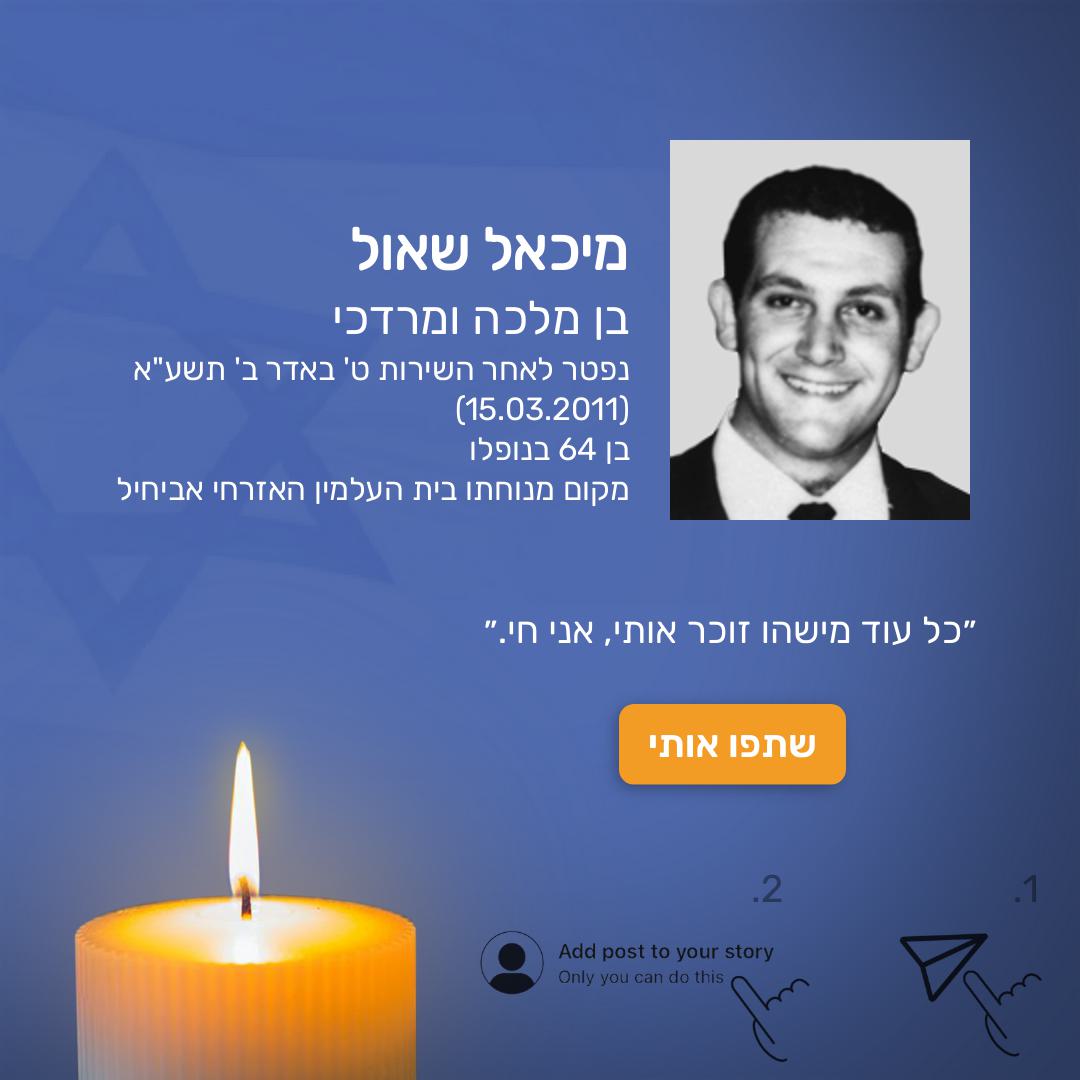 מיכאל שאול
בן מלכה ומרדכי
נפטר לאחר השירות ט' באדר ב' תשע"א
(15.03.2011)
בן 64 בנופלו
מקום מנוחתו בית העלמין האזרחי אביחיל
״כל עוד מישהו זוכר אותי, אני חי.״
שתפו אותי
.1
.2
Add post to your story
Only you can do this